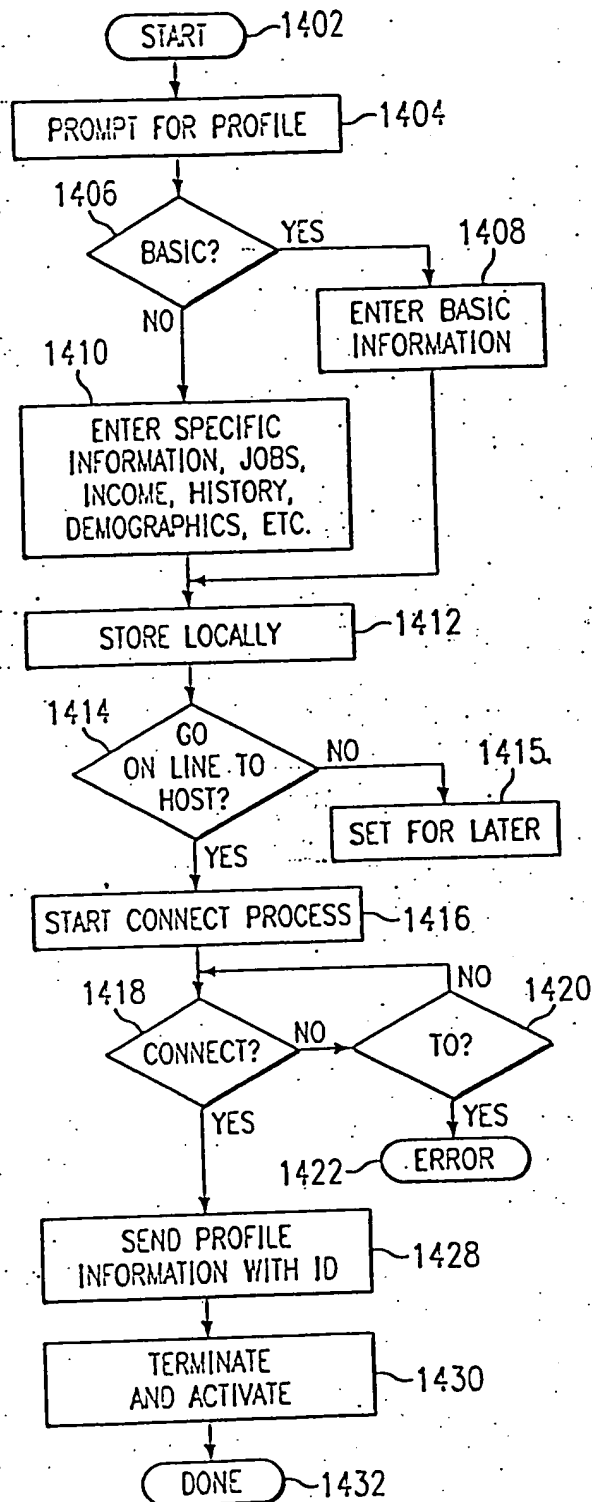 START
1402
PROMPT FOR PROFILE
1404
1406
BASIC?
YES
NO
1408
ENTER BASIC
INFORMATION
1410
ENTER SPECIFIC
INFORMATION, JOBS,
INCOME, HISTORY,
DEMOGRAPHICS, ETC.
STORE LOCALLY
1412
1414
GO
ON LINE TO
HOST?
NO
YES
1415
SET FOR LATER
START CONNECT PROCESS
1416
1418
CONNECT?
NO
YES
NO
1420
TO?
YES
1422
ERROR
SEND PROFILE
INFORMATION WITH ID
1428
TERMINATE
AND ACTIVATE
1430
DONE
1432